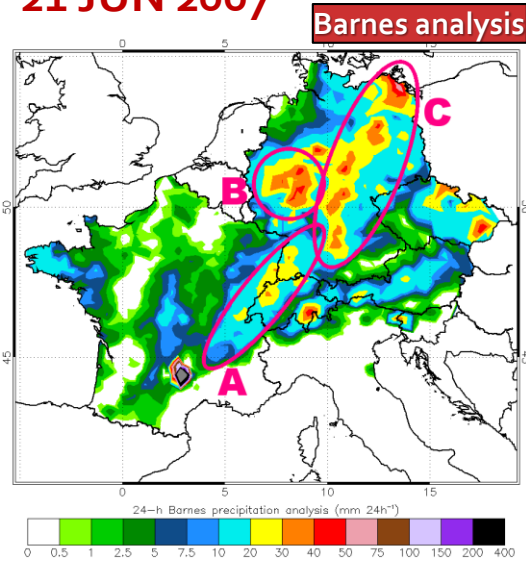 21 JUN 2007
Barnes analysis
0 5 10 15
C
B
50
A
45
0 5 10 15
24-h Barnes precipitation analysis (mm 24h⁻¹)
0 0.5 1 2.5 5 7.5 10 20 30 40 50 75 100 150 200 400